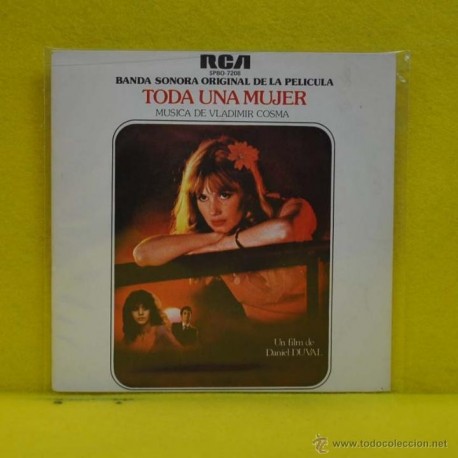 RCA
SPBO-7208
BANDA SONORA ORIGINAL DE LA PELICULA
TODA UNA MUJER
MUSICA DE VLADIMIR COSMA
Un film de
Daniel DUVAL
© www.todocoleccion.net